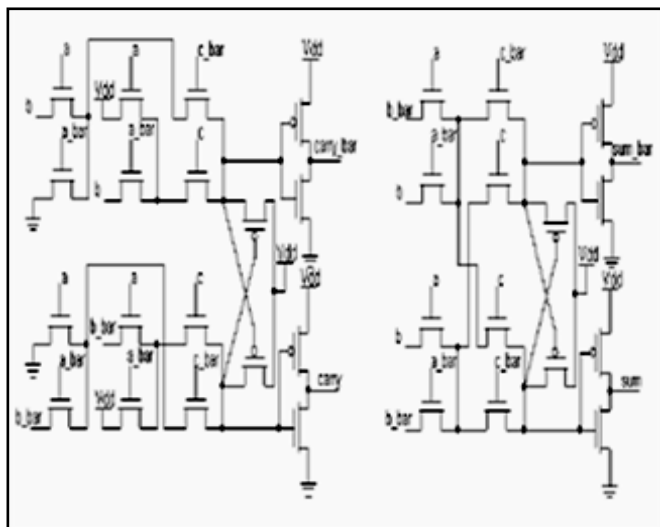 a a c_bar Vdd
b Vdd
a_bar a_bar c carry_bar
b
a a c Vdd
b_bar Vdd
a_bar a_bar c_bar carry
b_bar Vdd
a c_bar Vdd
b_bar
a_bar c sum_bar
b
c Vdd
b Vdd
a_bar c_bar sum
b_bar